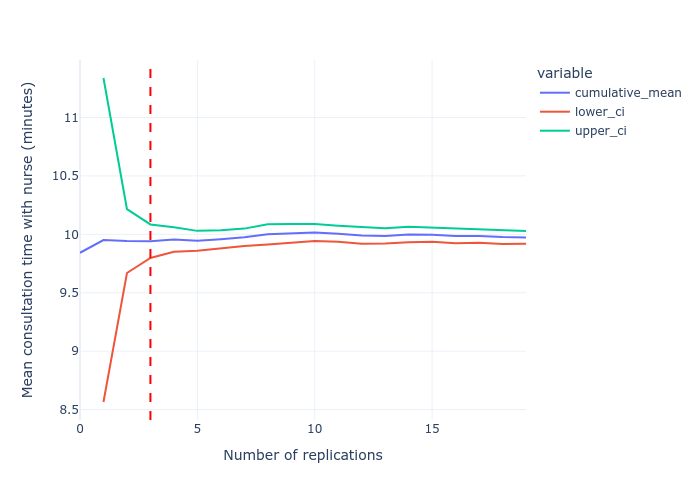 variable
cumulative_mean
lower_ci
upper_ci
Mean consultation time with nurse (minutes)
11
10.5
10
9.5
9
8.5
0
5
10
15
Number of replications